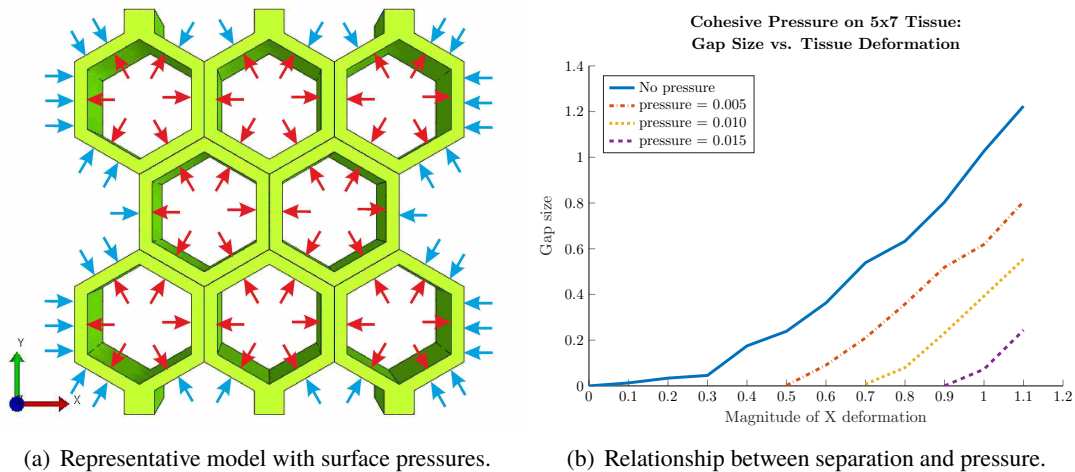 Cohesive Pressure on 5x7 Tissue:
Gap Size vs. Tissue Deformation
1.4
1.2
1
0.8
0.6
0.4
0.2
0
Gap size
No pressure
pressure = 0.005
pressure = 0.010
pressure = 0.015
0 0.1 0.2 0.3 0.4 0.5 0.6 0.7 0.8 0.9 1 1.1 1.2
Magnitude of X deformation
Y
X
(a) Representative model with surface pressures.
(b) Relationship between separation and pressure.